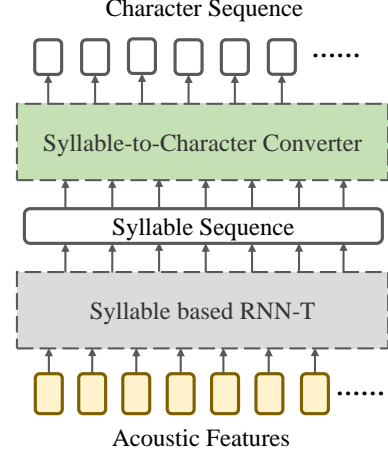 Character Sequence
......
Syllable-to-Character Converter
Syllable Sequence
Syllable based RNN-T
......
Acoustic Features